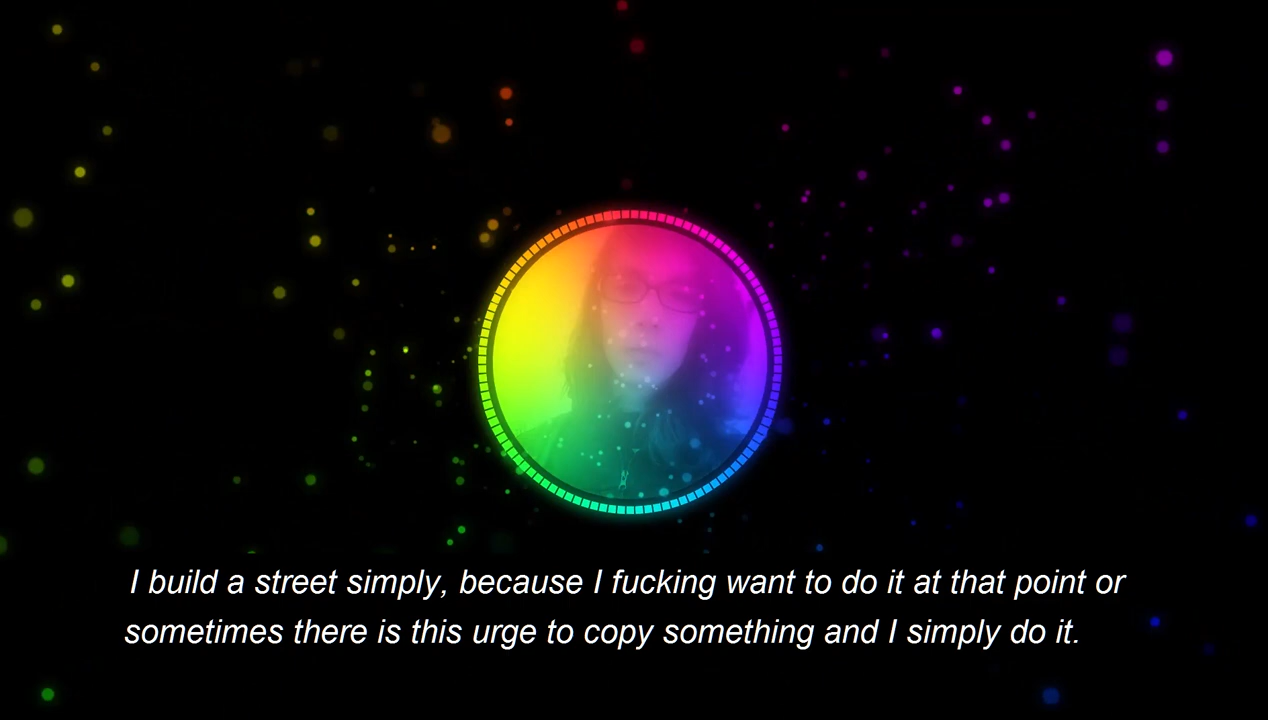 I build a street simply, because I fucking want to do it at that point or
sometimes there is this urge to copy something and I simply do it.